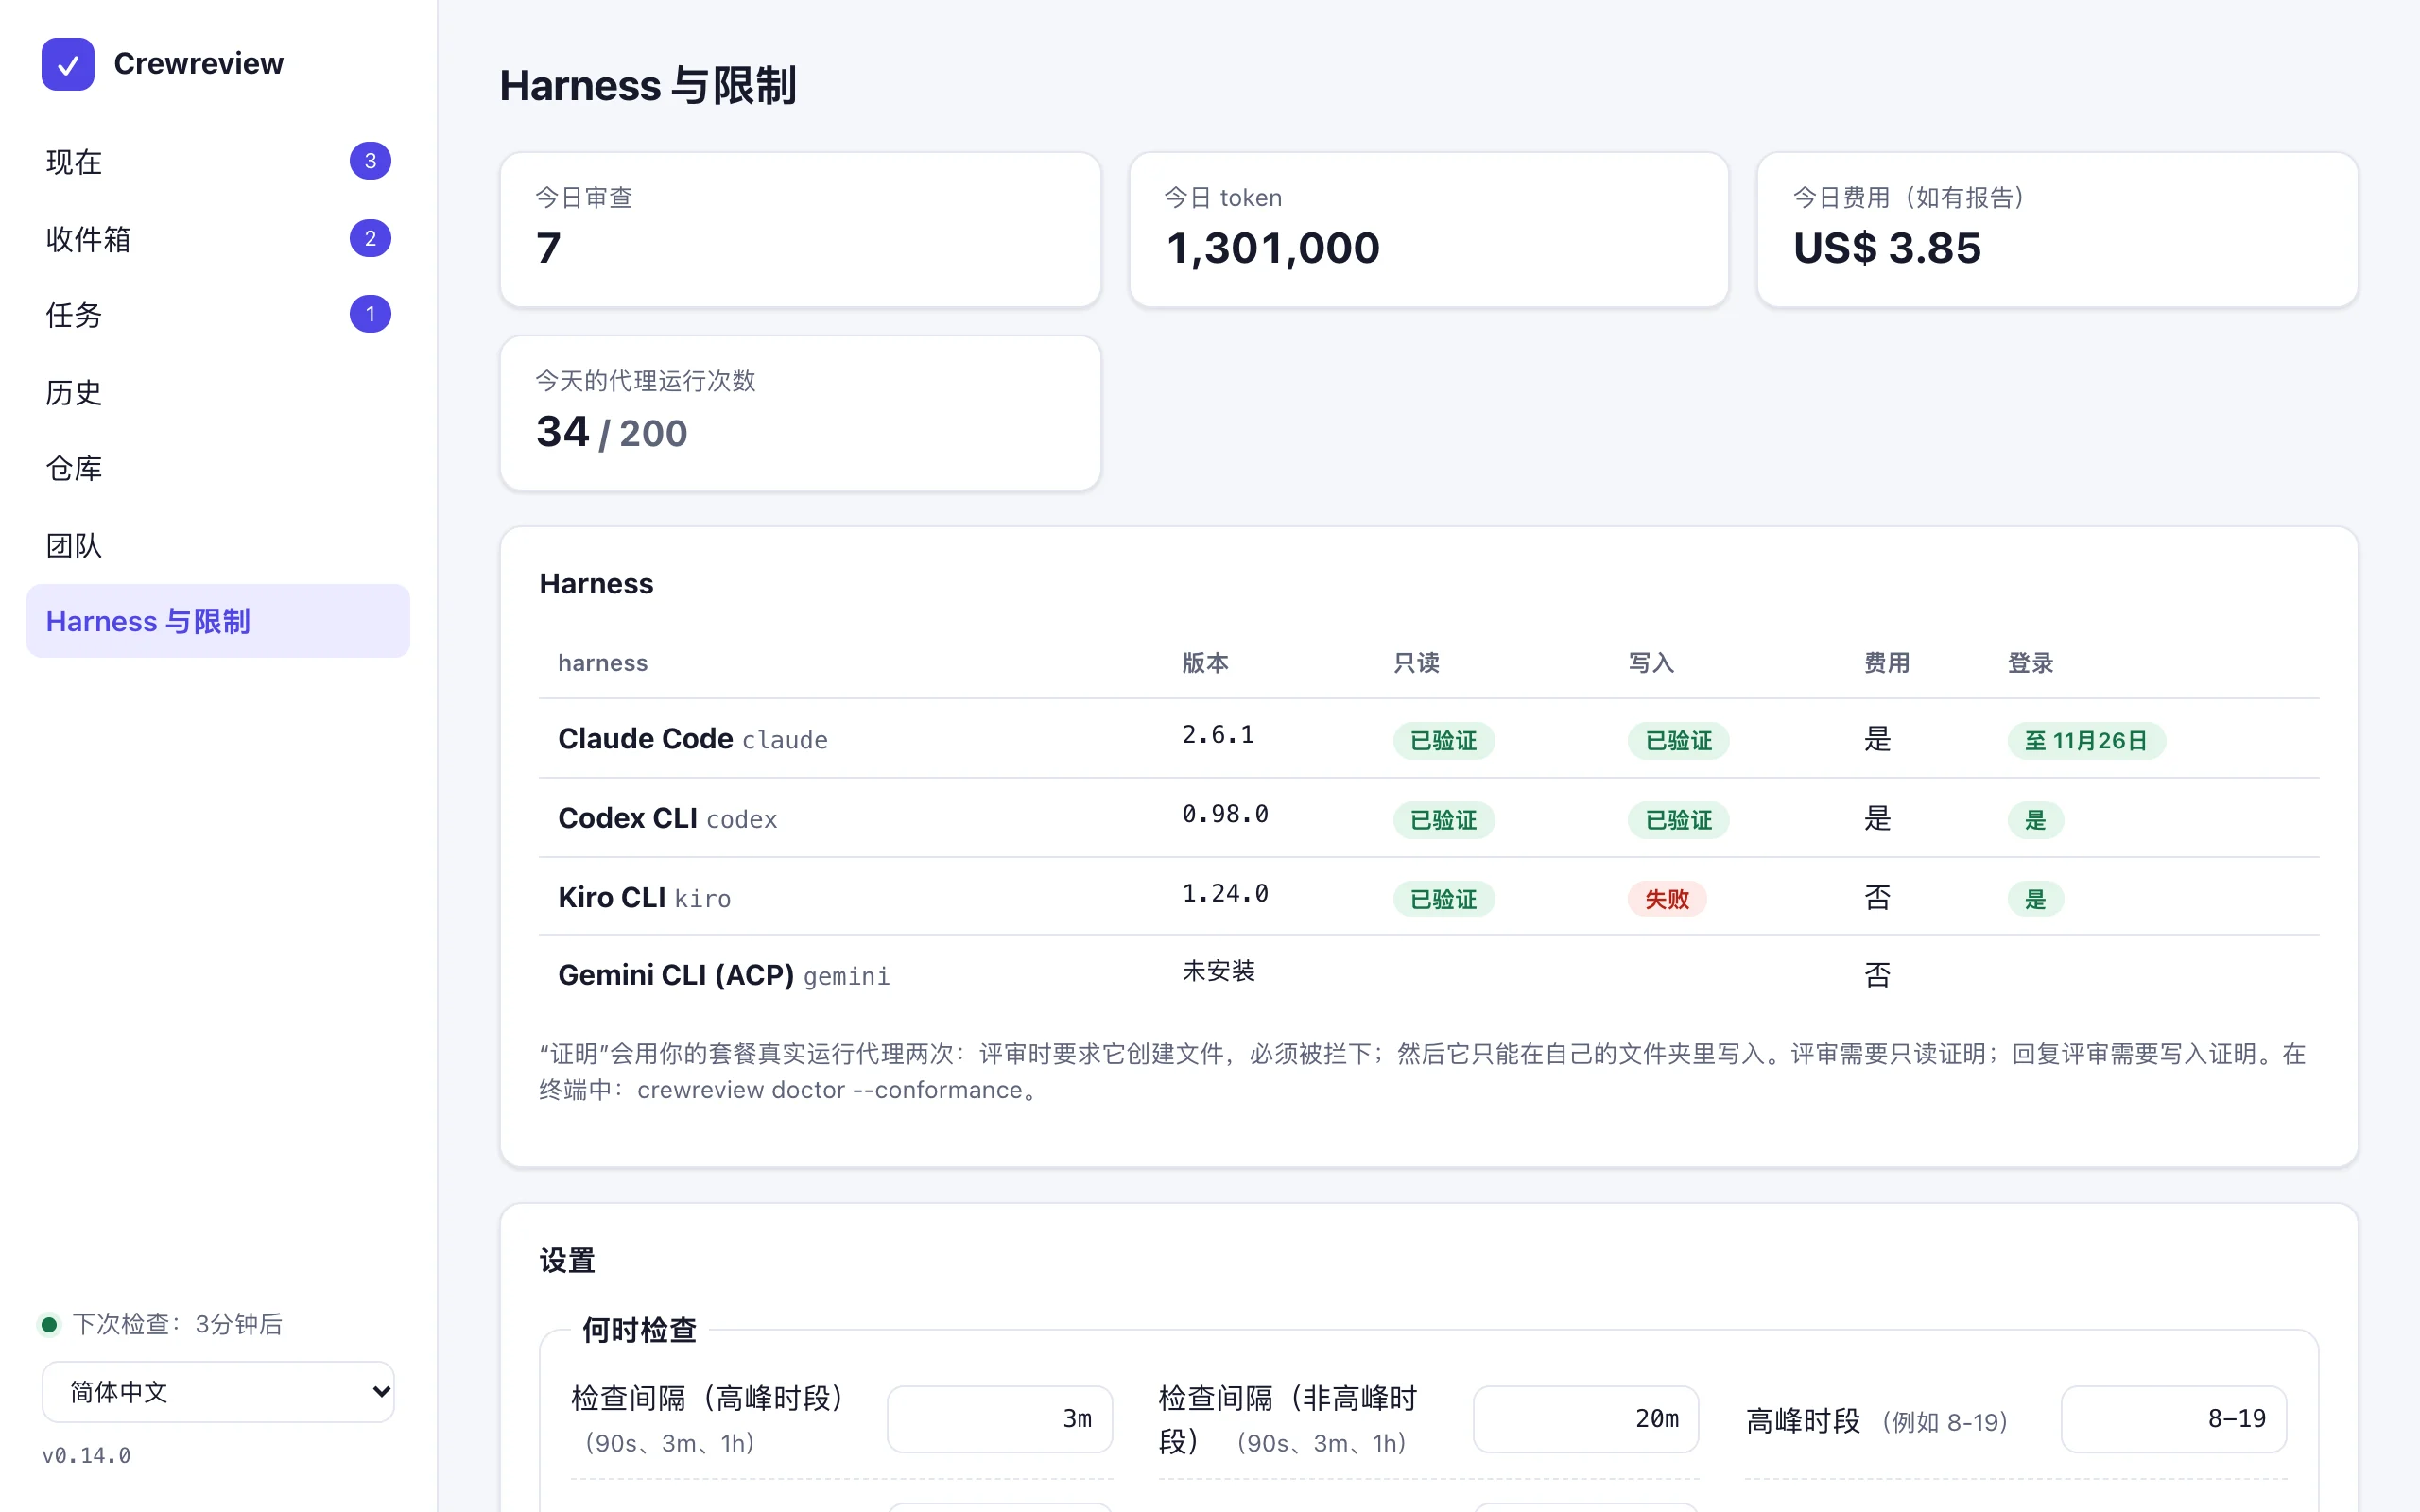 Crewreview
现在 3
收件箱 2
任务 1
历史
仓库
团队
Harness 与限制
下次检查：3分钟后
简体中文
v0.14.0
Harness 与限制
今日审查
7
今日 token
1,301,000
今日费用（如有报告）
US$ 3.85
今天的代理运行次数
34 / 200
Harness
harness 版本 只读 写入 费用 登录
Claude Code claude 2.6.1 已验证 已验证 是 至 11月26日
Codex CLI codex 0.98.0 已验证 已验证 是 是
Kiro CLI kiro 1.24.0 已验证 失败 否 是
Gemini CLI (ACP) gemini 未安装 否
“证明”会用你的套餐真实运行代理两次：评审时要求它创建文件，必须被拦下；然后它只能在自己的文件夹里写入。评审需要只读证明；回复评审需要写入证明。在
终端中：crewreview doctor --conformance。
设置
何时检查
检查间隔（高峰时段）
（90s、3m、1h）
3m
检查间隔（非高峰时
段）（90s、3m、1h）
20m
高峰时段（例如 8-19）
8–19